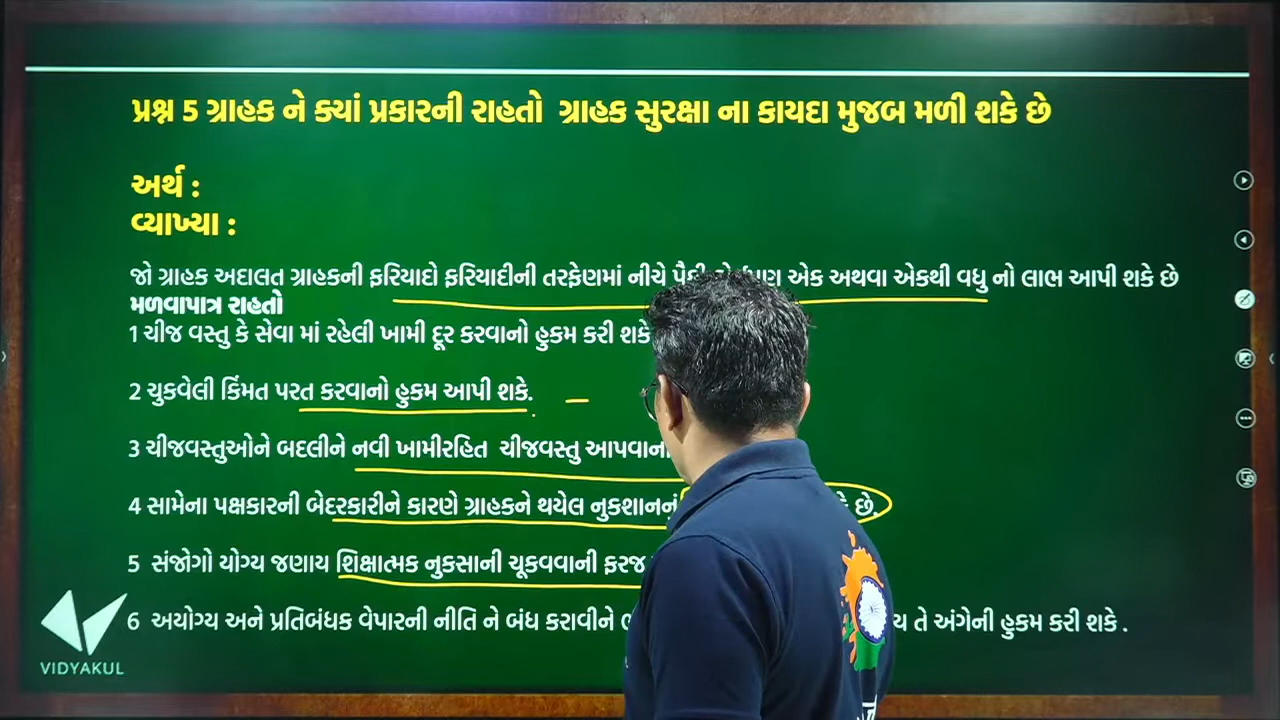 પ્રશ્ન 5 ગ્રાહક ને ક્યાં પ્રકારની રાહતો ગ્રાહક સુરક્ષા ના કાયદા મુજબ મળી શકે છે
અર્થ :
વ્યાખ્યા :
જો ગ્રાહક અદાલત ગ્રાહકની ફરિયાદો ફરિયાદીની તરફેણમાં નીચે એક અથવા એકથી વધુ નો લાભ આપી શકે છે
મળવાપાત્ર રાહતો
1 ચીજ વસ્તુ કે સેવા માં રહેલી ખામી દૂર કરવાનો હુકમ કરી શકે
2 ચુકવેલી કિંમત પરત કરવાનો હુકમ આપી શકે.
3 ચીજવસ્તુઓને બદલીને નવી ખામીરહિત ચીજવસ્તુ
4 સામેના પક્ષકારની બેદરકારીને કારણે ગ્રાહકને થયેલ નુકશાનનું છે.
5 સંજોગો યોગ્ય જણાય શિક્ષાત્મક નુકસાની ચૂકવવાની ફરજ
6 અયોગ્ય અને પ્રતિબંધક વેપારની નીતિ ને બંધ કરાવીને તે અંગેની હુકમ કરી શકે .
VIDYAKUL